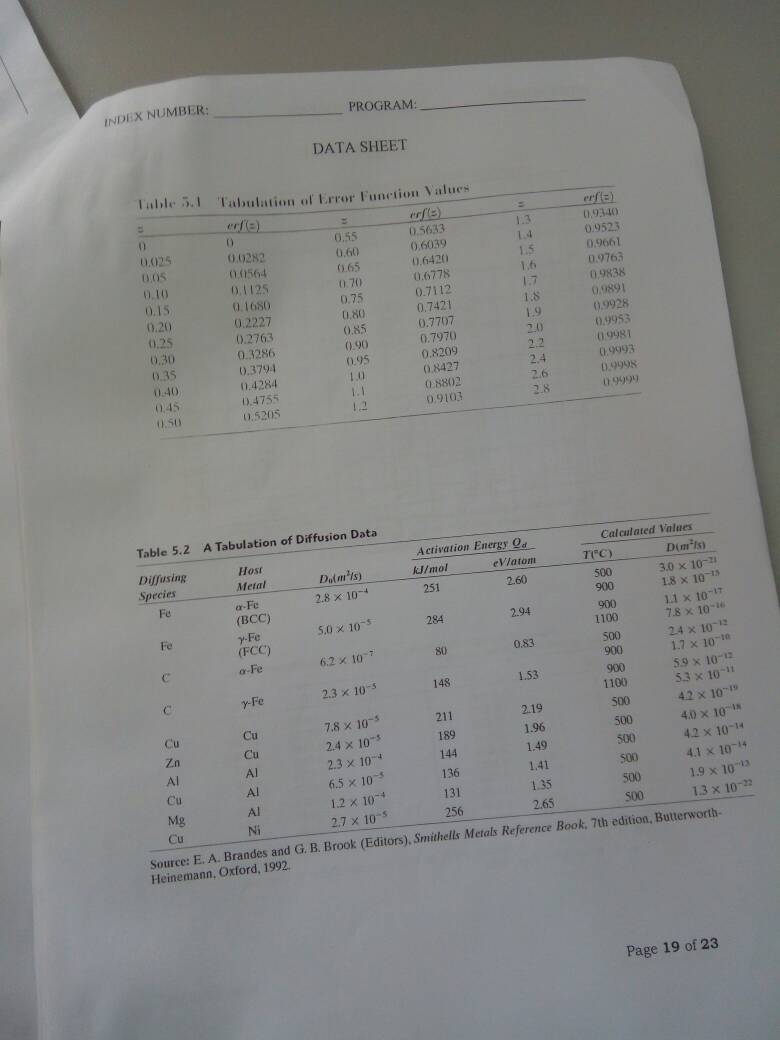 INDEX NUMBER: ____________ PROGRAM: ____________
DATA SHEET
Table 5.1 Tabulation of Error Function Values
z erf(z) z erf(z) z erf(z)
0 0 0.55 0.5633 1.3 0.9340
0.025 0.0282 0.60 0.6039 1.4 0.9523
0.05 0.0564 0.65 0.6420 1.5 0.9661
0.10 0.1125 0.70 0.6778 1.6 0.9763
0.15 0.1680 0.75 0.7112 1.7 0.9838
0.20 0.2227 0.80 0.7421 1.8 0.9891
0.25 0.2763 0.85 0.7707 1.9 0.9928
0.30 0.3286 0.90 0.7970 2.0 0.9953
0.35 0.3794 0.95 0.8209 2.2 0.9981
0.40 0.4284 1.0 0.8427 2.4 0.9993
0.45 0.4755 1.1 0.8802 2.6 0.9998
0.50 0.5205 1.2 0.9103 2.8 0.9999
Table 5.2 A Tabulation of Diffusion Data
Activation Energy Qd Calculated Values
Diffusing Host
Species Metal D₀(m²/s) kJ/mol eV/atom T(°C) D(m²/s)
Fe α-Fe 2.8 × 10⁻⁴ 251 2.60 500 3.0 × 10⁻²¹
(BCC) 900 1.8 × 10⁻¹⁵
Fe γ-Fe 5.0 × 10⁻⁵ 284 2.94 900 1.1 × 10⁻¹⁷
(FCC) 1100 7.8 × 10⁻¹⁶
C α-Fe 6.2 × 10⁻⁷ 80 0.83 500 2.4 × 10⁻¹²
900 1.7 × 10⁻¹⁰
C γ-Fe 2.3 × 10⁻⁵ 148 1.53 900 5.9 × 10⁻¹²
1100 5.3 × 10⁻¹¹
Cu Cu 7.8 × 10⁻⁵ 211 2.19 500 4.2 × 10⁻¹⁹
Zn Cu 2.4 × 10⁻⁵ 189 1.96 500 4.0 × 10⁻¹⁸
Al Al 2.3 × 10⁻⁴ 144 1.49 500 4.2 × 10⁻¹⁴
Cu Al 6.5 × 10⁻⁵ 136 1.41 500 4.1 × 10⁻¹⁴
Mg Al 1.2 × 10⁻⁴ 131 1.35 500 1.9 × 10⁻¹³
Cu Ni 2.7 × 10⁻⁵ 256 2.65 500 1.3 × 10⁻²²
Source: E. A. Brandes and G. B. Brook (Editors), Smithells Metals Reference Book, 7th edition, Butterworth-
Heinemann, Oxford, 1992.
Page 19 of 23